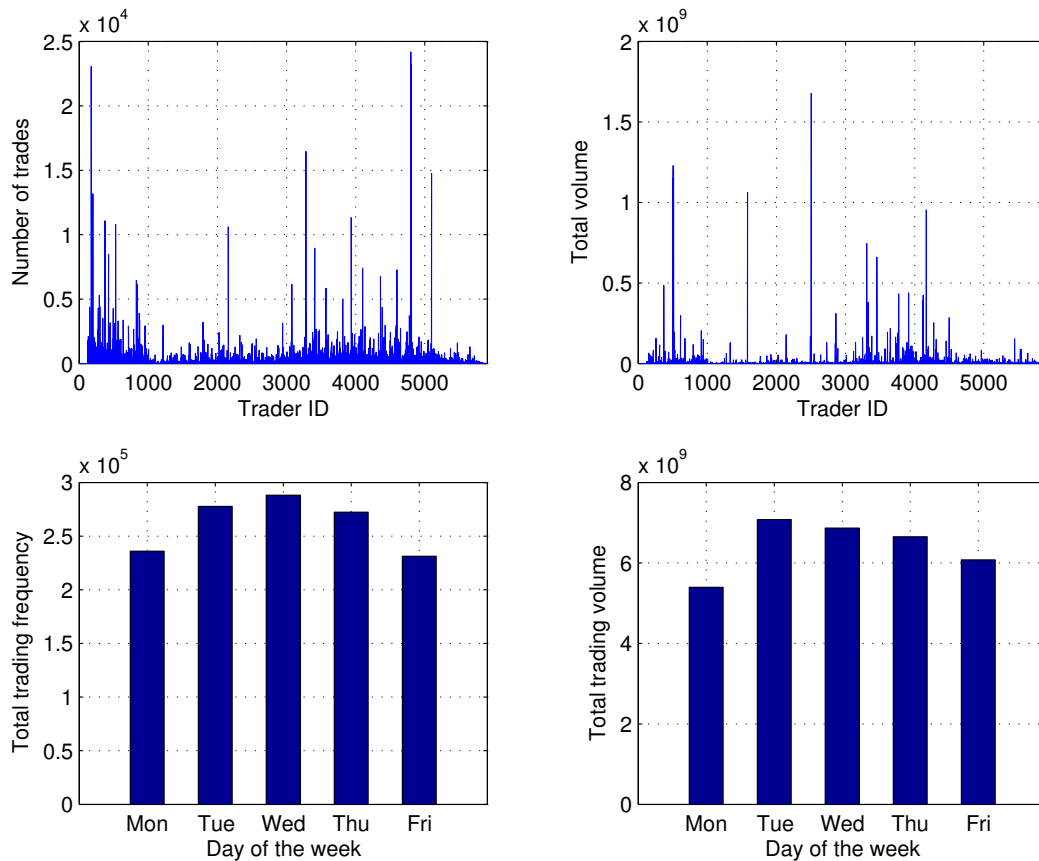 x 10^4
2.5
2
1.5
1
0.5
0
Number of trades
0 1000 2000 3000 4000 5000
Trader ID
x 10^9
2
1.5
1
0.5
0
Total volume
0 1000 2000 3000 4000 5000
Trader ID
x 10^5
3
2.5
2
1.5
1
0.5
0
Total trading frequency
Mon Tue Wed Thu Fri
Day of the week
x 10^9
8
6
4
2
0
Total trading volume
Mon Tue Wed Thu Fri
Day of the week